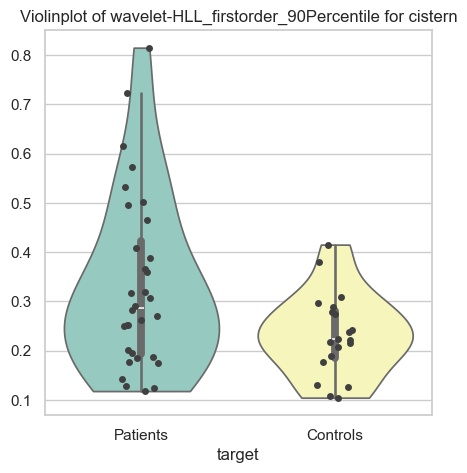 Violinplot of wavelet-HLL_firstorder_90Percentile for cistern
0.8
0.7
0.6
0.5
0.4
0.3
0.2
0.1
Patients Controls
target